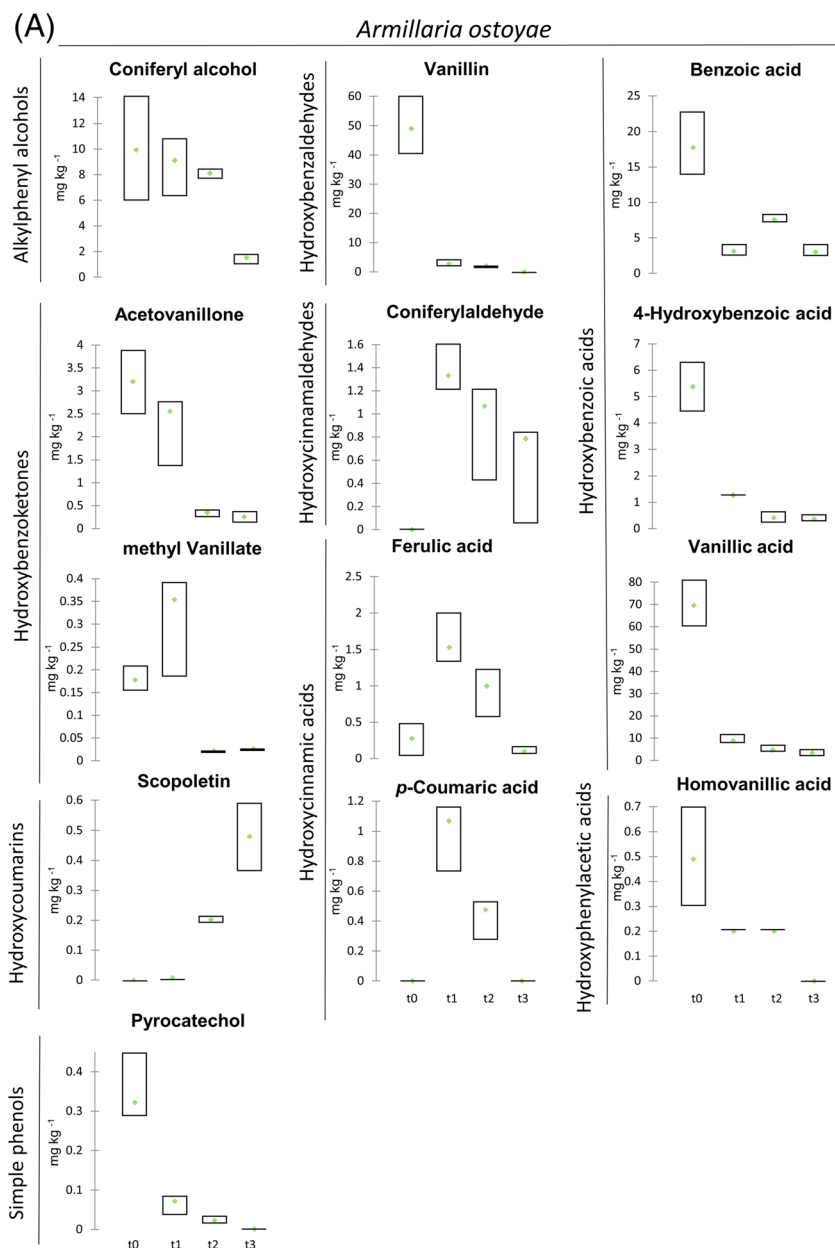 (A)
Armillaria ostoyae
Alkylphenyl alcohols
Coniferyl alcohol
mg kg -1
14
12
10
8
6
4
2
0
Hydroxybenzaldehydes
Vanillin
mg kg -1
60
50
40
30
20
10
0
Benzoic acid
mg kg -1
25
20
15
10
5
0
Hydroxybenzoketones
Acetovanillone
mg kg -1
4
3.5
3
2.5
2
1.5
1
0.5
0
Hydroxycinnamaldehydes
Coniferylaldehyde
mg kg -1
1.6
1.4
1.2
1
0.8
0.6
0.4
0.2
0
Hydroxybenzoic acids
4-Hydroxybenzoic acid
mg kg -1
7
6
5
4
3
2
1
0
methyl Vanillate
mg kg -1
0.4
0.35
0.3
0.25
0.2
0.15
0.1
0.05
0
Hydroxycinnamic acids
Ferulic acid
mg kg -1
2.5
2
1.5
1
0.5
0
Vanillic acid
mg kg -1
80
70
60
50
40
30
20
10
0
Hydroxycoumarins
Scopoletin
mg kg -1
0.6
0.5
0.4
0.3
0.2
0.1
0
p-Coumaric acid
mg kg -1
1.2
1
0.8
0.6
0.4
0.2
0
t0 t1 t2 t3
Hydroxyphenylacetic acids
Homovanillic acid
mg kg -1
0.7
0.6
0.5
0.4
0.3
0.2
0.1
0
t0 t1 t2 t3
Simple phenols
Pyrocatechol
mg kg -1
0.4
0.3
0.2
0.1
0
t0 t1 t2 t3